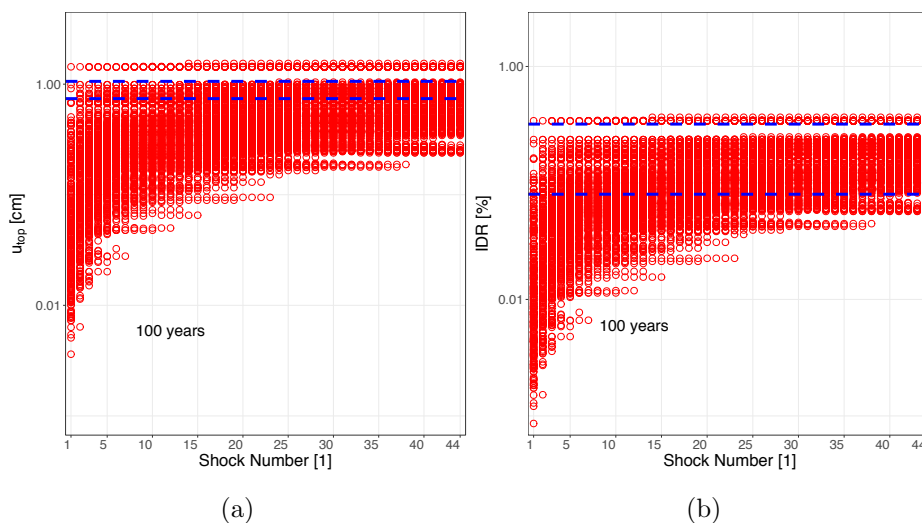 1.00
0.01
u_top [cm]
100 years
1 5 10 15 20 25 30 35 40 44
Shock Number [1]
(a)
1.00
0.01
IDR [%]
100 years
1 5 10 15 20 25 30 35 40 44
Shock Number [1]
(b)